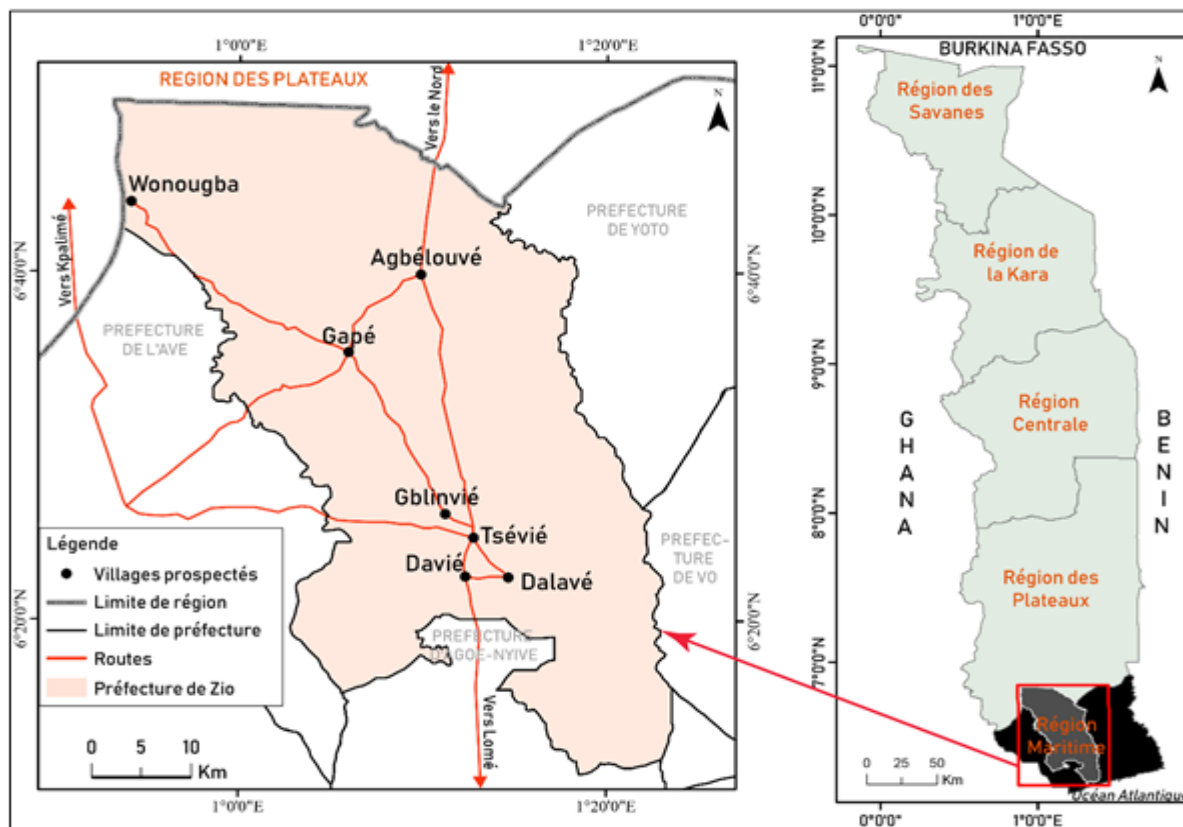 1°0'0"E
1°20'0"E
REGION DES PLATEAUX
Vers le Nord
N
Wonougba
PREFECTURE
DE YOTO
Vers Kpalimé
Agbélouvé
6°40'0"N
6°40'0"N
PREFECTURE
DE L'AVE
Gapé
Gblinvié
Tsévié
PREFEC-
TURE
DE VO
Davié
Dalavé
6°20'0"N
6°20'0"N
PREFECTURE
D'AGOE-NYIVE
Vers Lomé
Légende
Villages prospectés
Limite de région
Limite de préfecture
Routes
Préfecture de Zio
0 5 10
Km
1°0'0"E
1°20'0"E
0°0'0"
1°0'0"E
BURKINA FASSO
N
11°0'0"N
Région des
Savanes
10°0'0"N
Région de
la Kara
9°0'0"N
Région
Centrale
GHANA
BENIN
8°0'0"N
Région des
Plateaux
7°0'0"N
Région
Maritime
0 25 50
Km
Océan Atlantique
0°0'0"
1°0'0"E